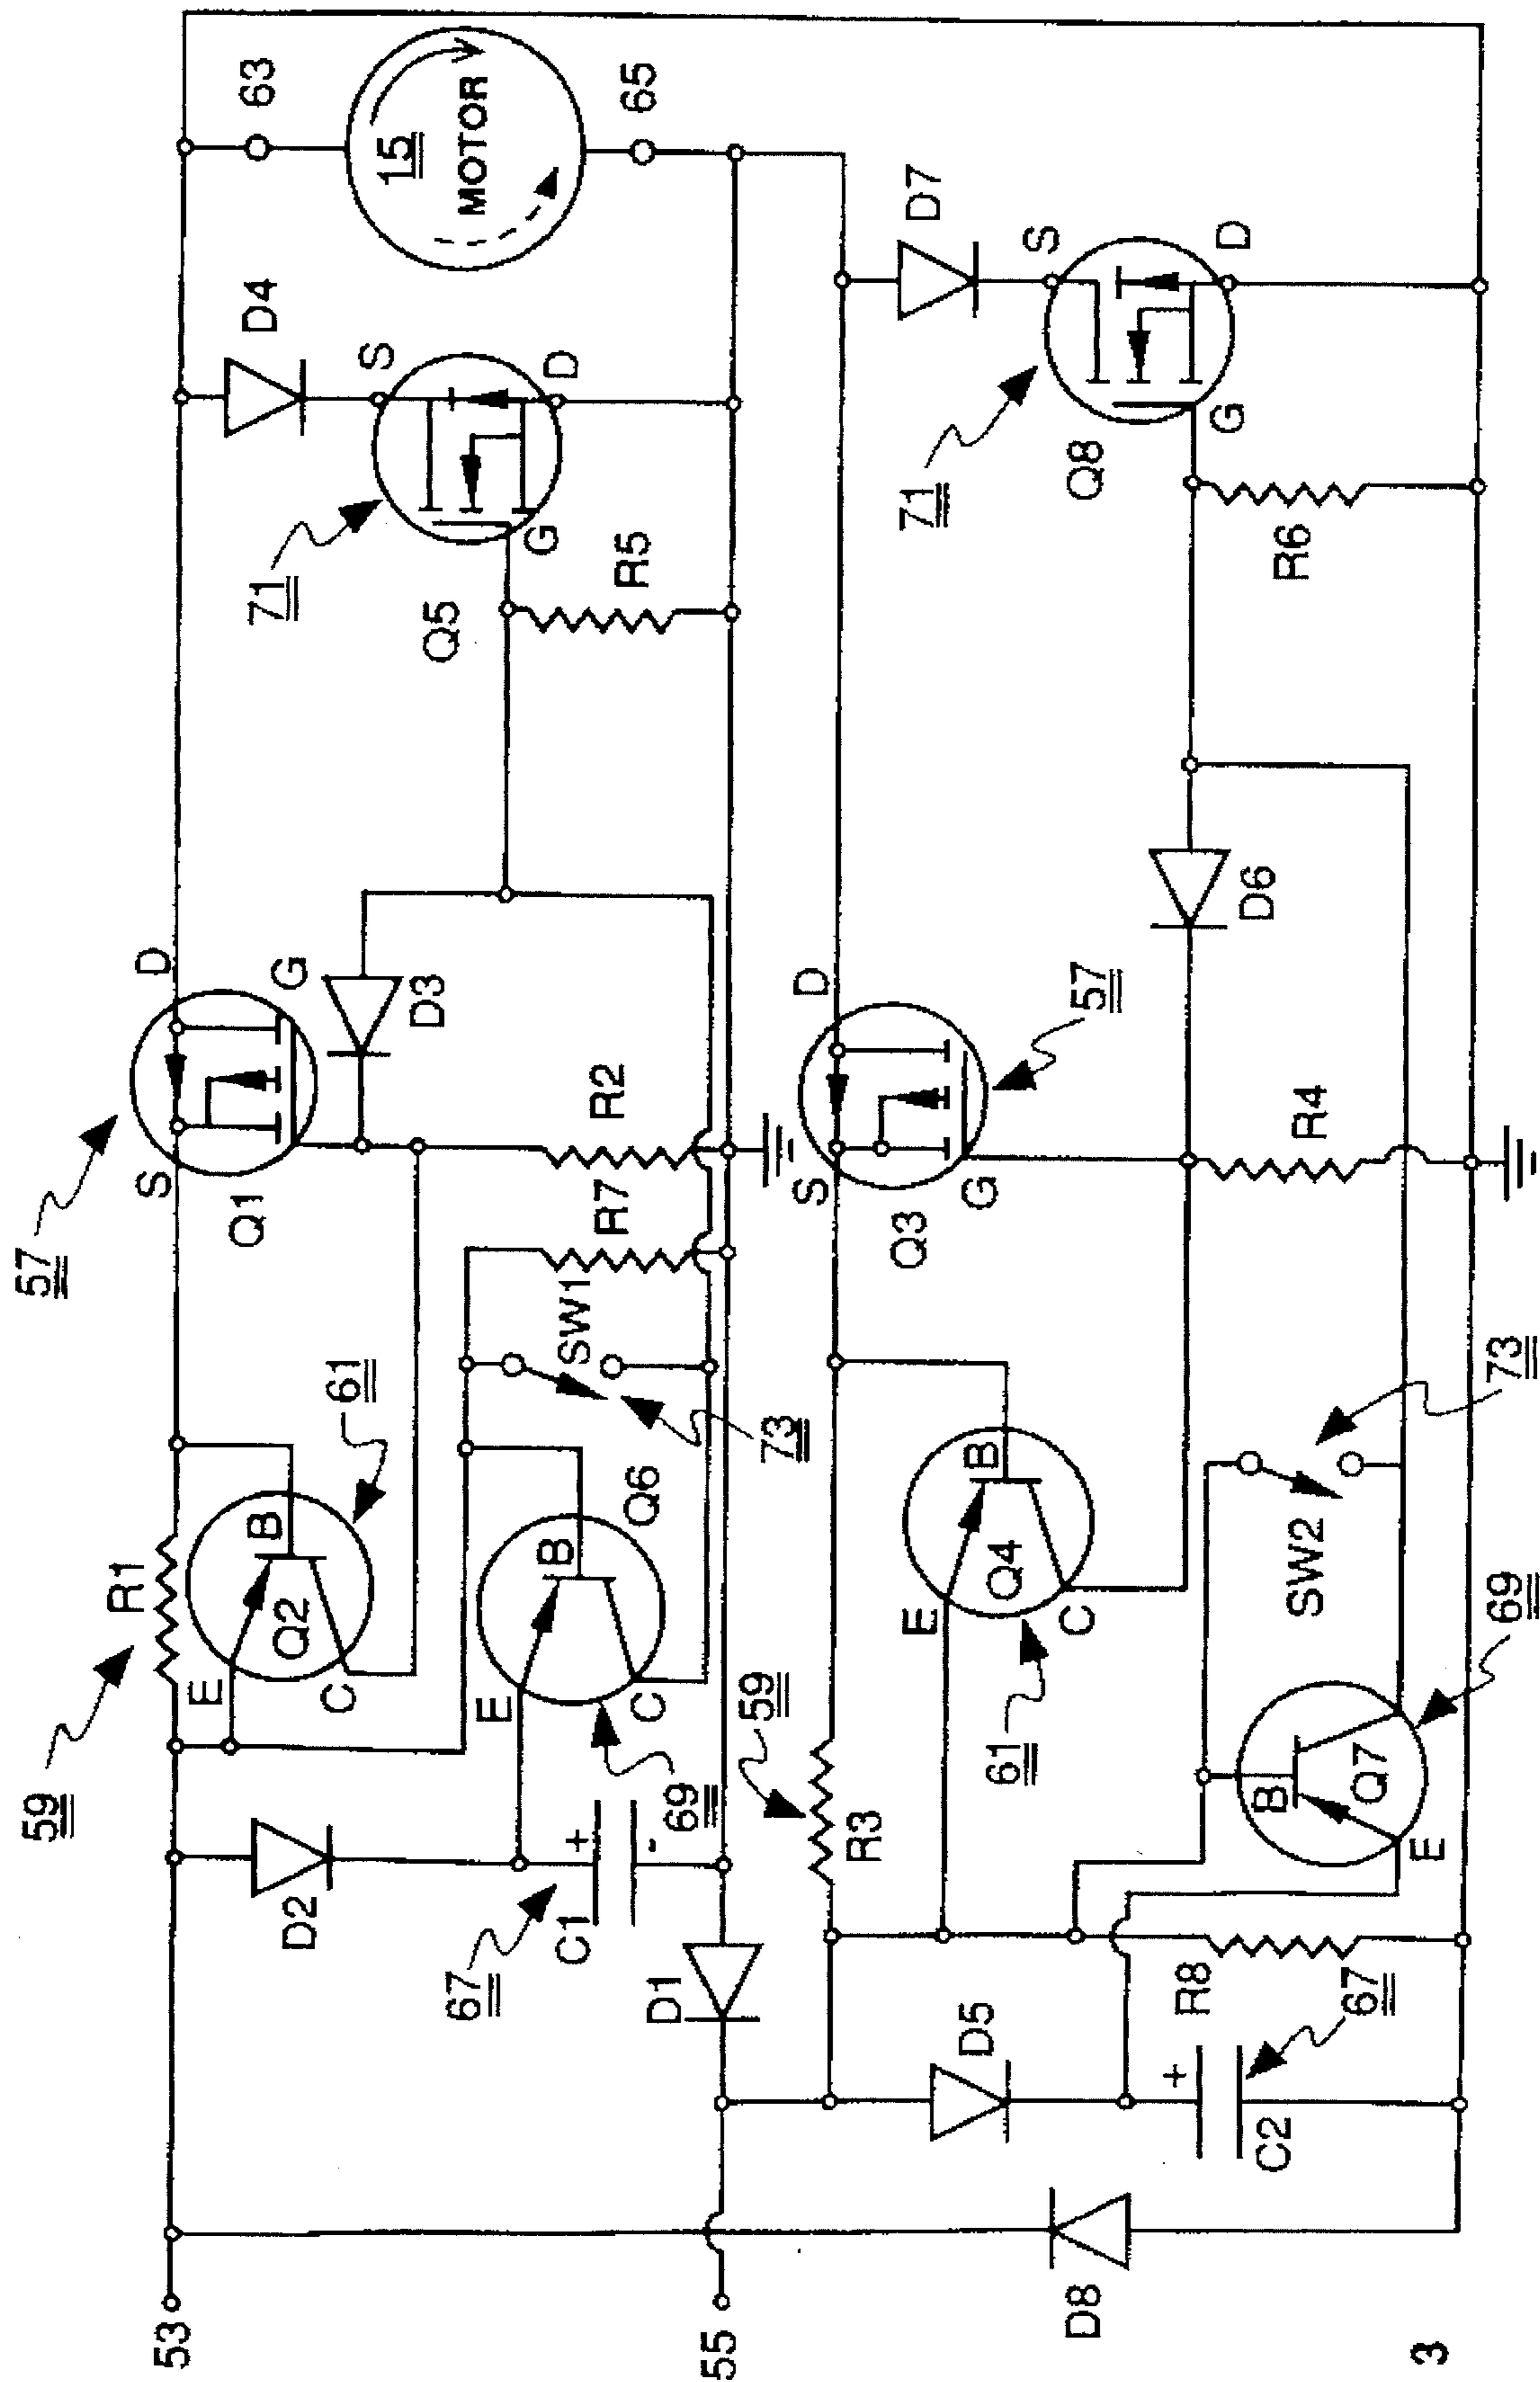 53
55
59
R1
61
E
B
Q2
C
D2
67
C1
+
-
D1
E
B
Q6
C
69
SW1
73
R7
57
S
D
Q1
G
D3
R2
D4
S
D
G
71
Q5
R5
63
15
MOTOR
65
59
R3
E
B
Q4
C
61
S
D
Q3
G
57
R4
D6
D7
S
D
G
71
Q8
R6
D5
D8
+
C2
67
R8
B
Q7
E
69
SW2
73
3